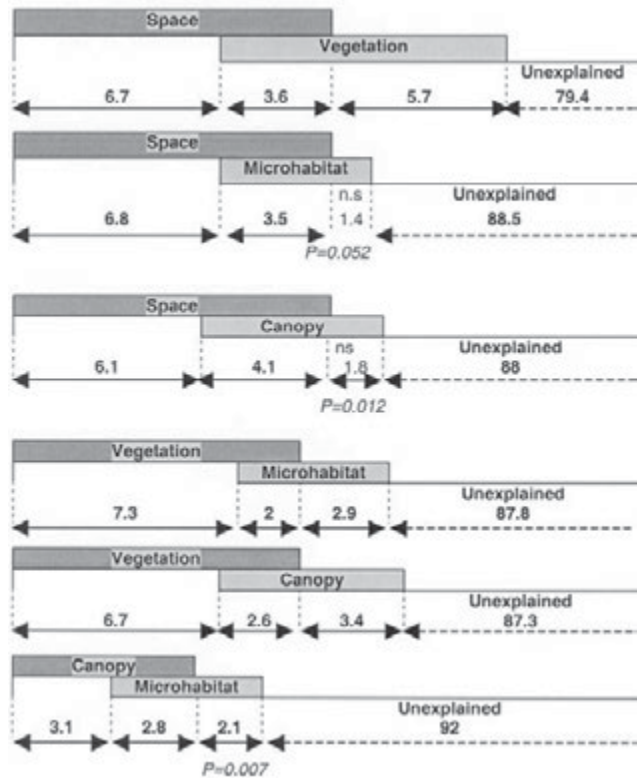 Space
Vegetation
Unexplained
6.7 3.6 5.7 79.4
Space
Microhabitat
n.s Unexplained
6.8 3.5 1.4 88.5
P=0.052
Space
Canopy
ns Unexplained
6.1 4.1 1.8 88
P=0.012
Vegetation
Microhabitat
Unexplained
7.3 2 2.9 87.8
Vegetation
Canopy
Unexplained
6.7 2.6 3.4 87.3
Canopy
Microhabitat
Unexplained
3.1 2.8 2.1 92
P=0.007